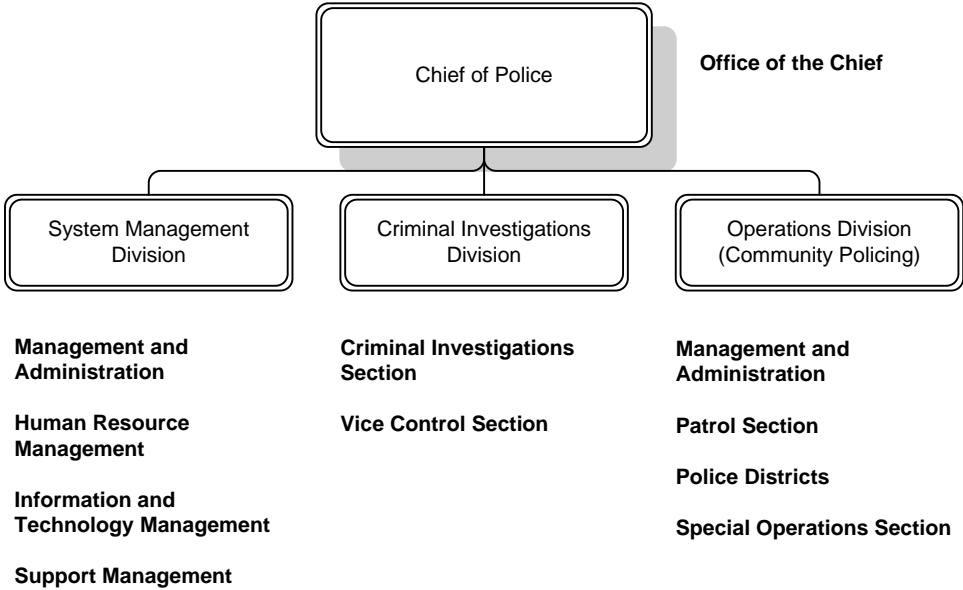 Chief of Police
Office of the Chief
System Management
Division
Criminal Investigations
Division
Operations Division
(Community Policing)
Management and
Administration
Human Resource
Management
Information and
Technology Management
Support Management
Criminal Investigations
Section
Vice Control Section
Management and
Administration
Patrol Section
Police Districts
Special Operations Section